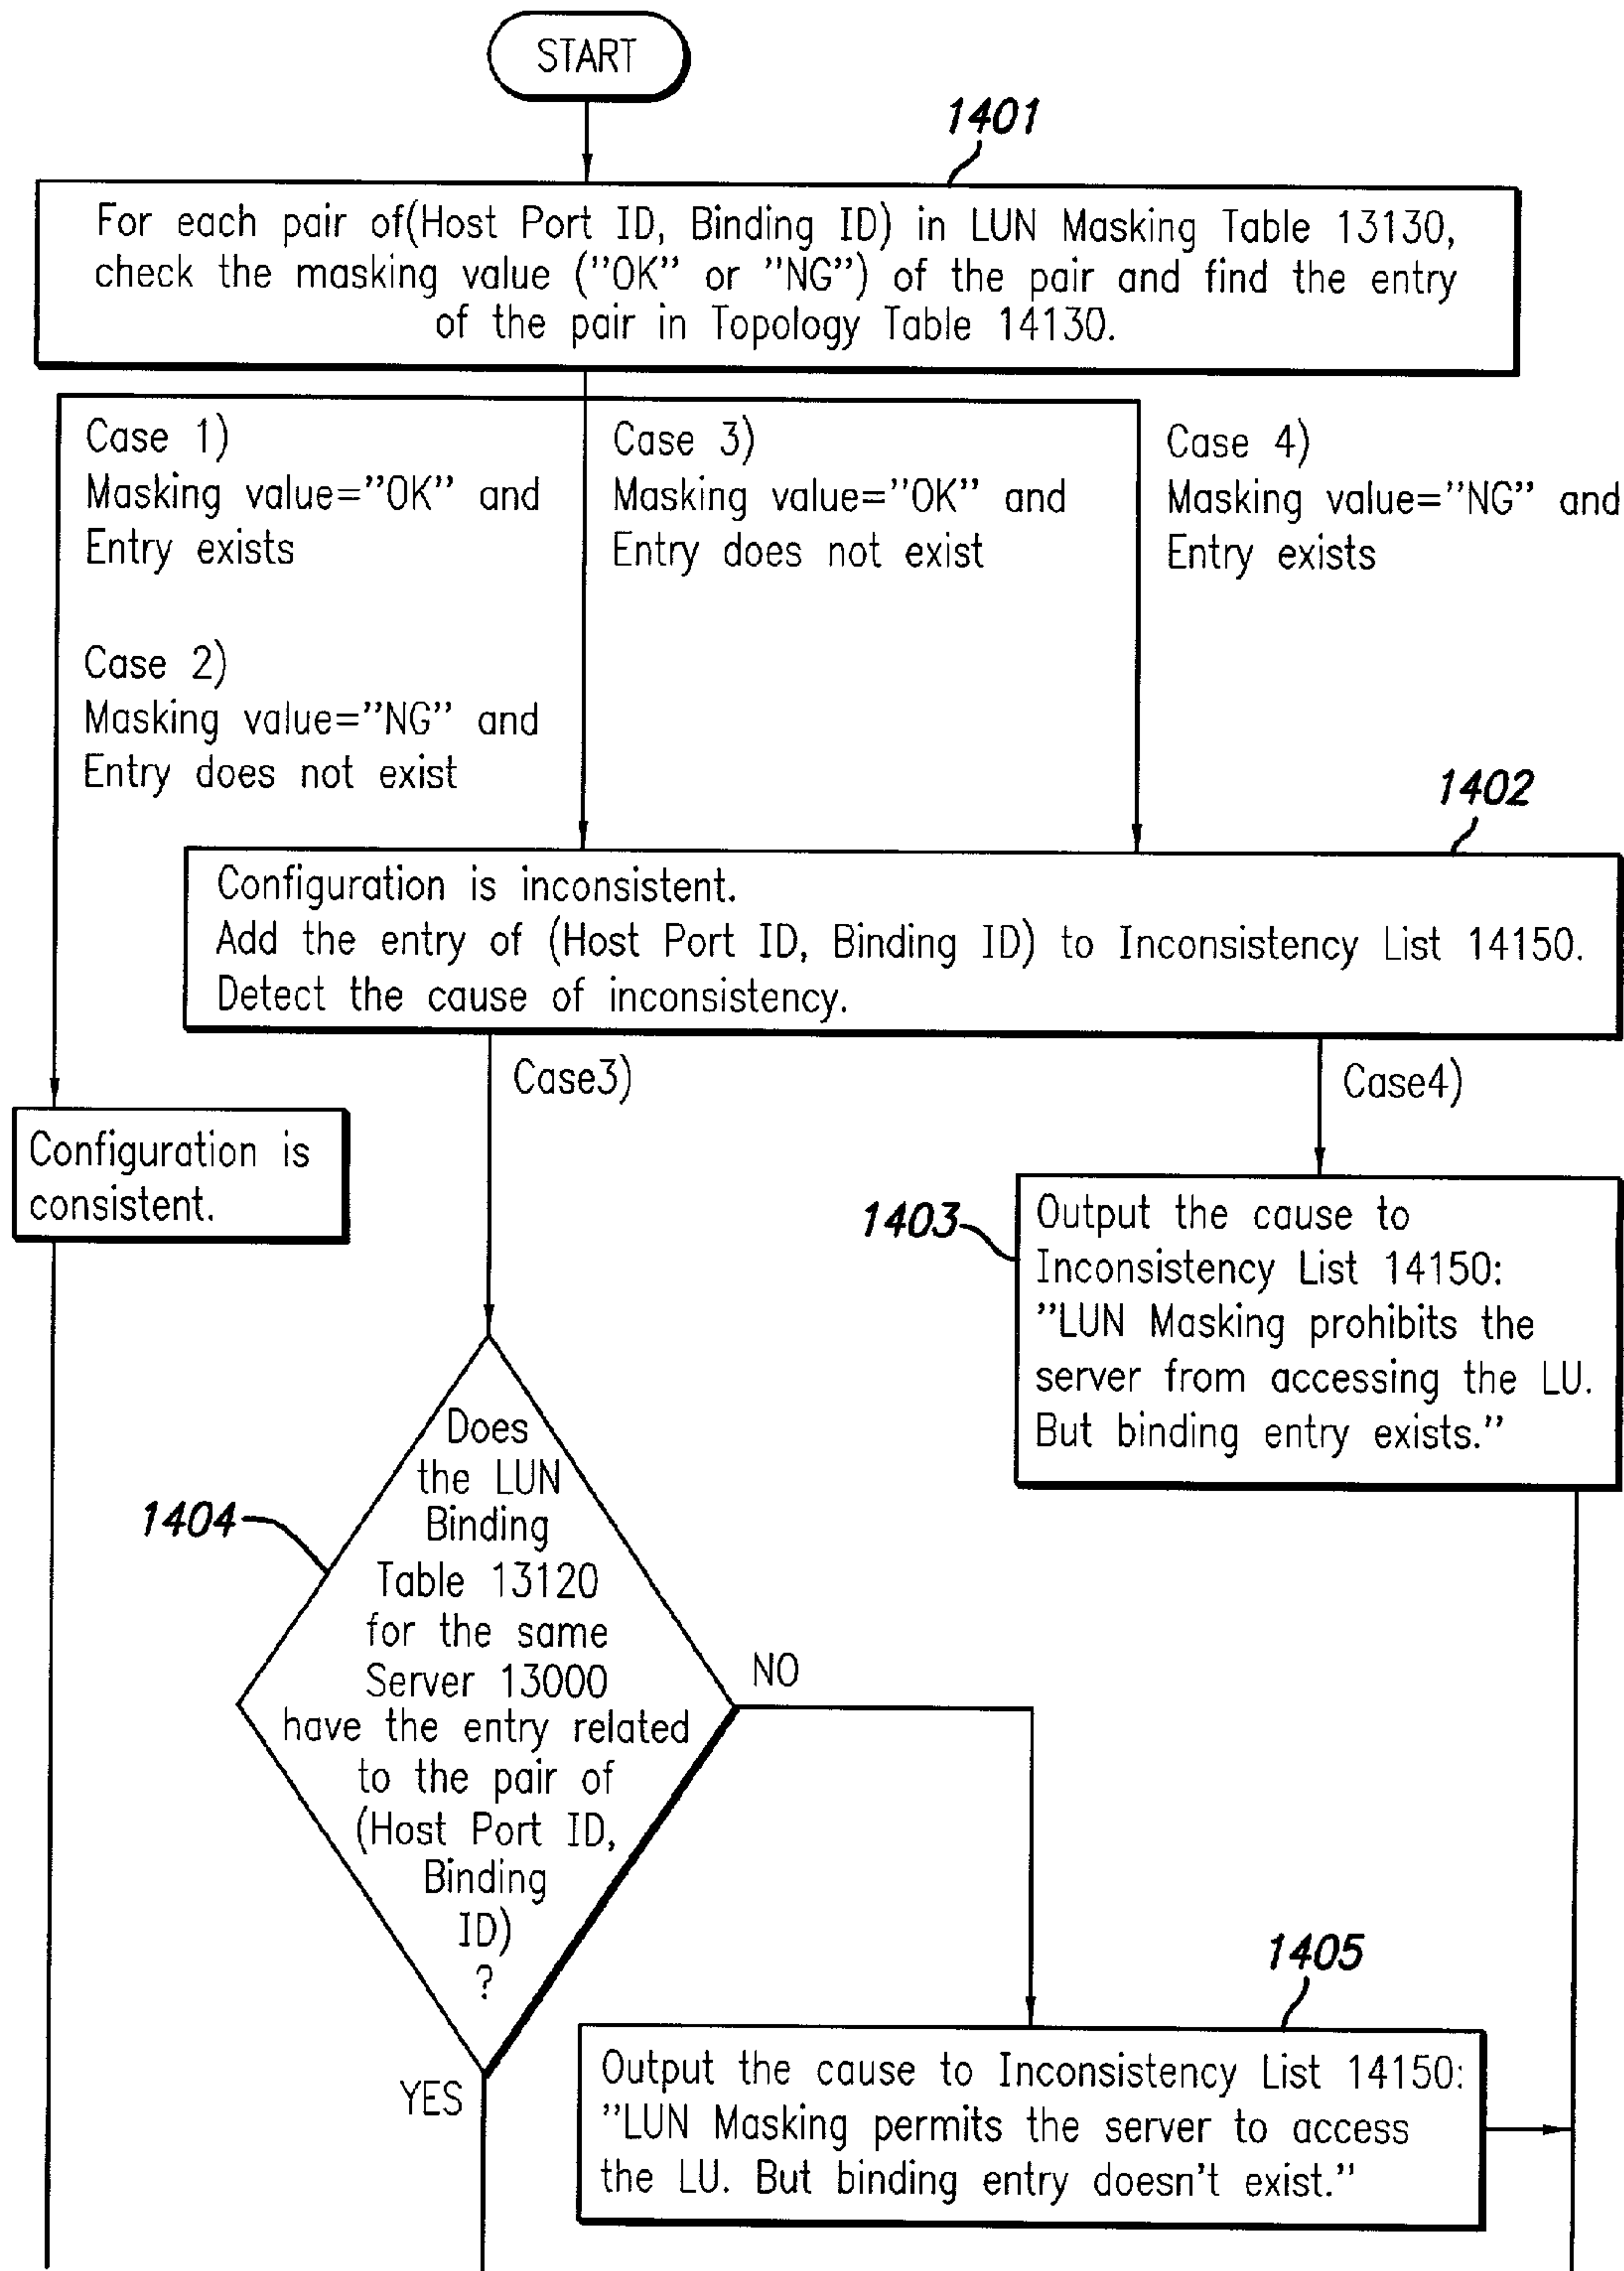 START
1401
For each pair of(Host Port ID, Binding ID) in LUN Masking Table 13130,
check the masking value ("OK" or "NG") of the pair and find the entry
of the pair in Topology Table 14130.
Case 1)
Masking value="OK" and
Entry exists
Case 2)
Masking value="NG" and
Entry does not exist
Case 3)
Masking value="OK" and
Entry does not exist
Case 4)
Masking value="NG" and
Entry exists
1402
Configuration is inconsistent.
Add the entry of (Host Port ID, Binding ID) to Inconsistency List 14150.
Detect the cause of inconsistency.
Case3)
Case4)
Configuration is
consistent.
1403
Output the cause to
Inconsistency List 14150:
"LUN Masking prohibits the
server from accessing the LU.
But binding entry exists."
1404
Does
the LUN
Binding
Table 13120
for the same
Server 13000
have the entry related
to the pair of
(Host Port ID,
Binding
ID)
?
NO
YES
1405
Output the cause to Inconsistency List 14150:
"LUN Masking permits the server to access
the LU. But binding entry doesn't exist."